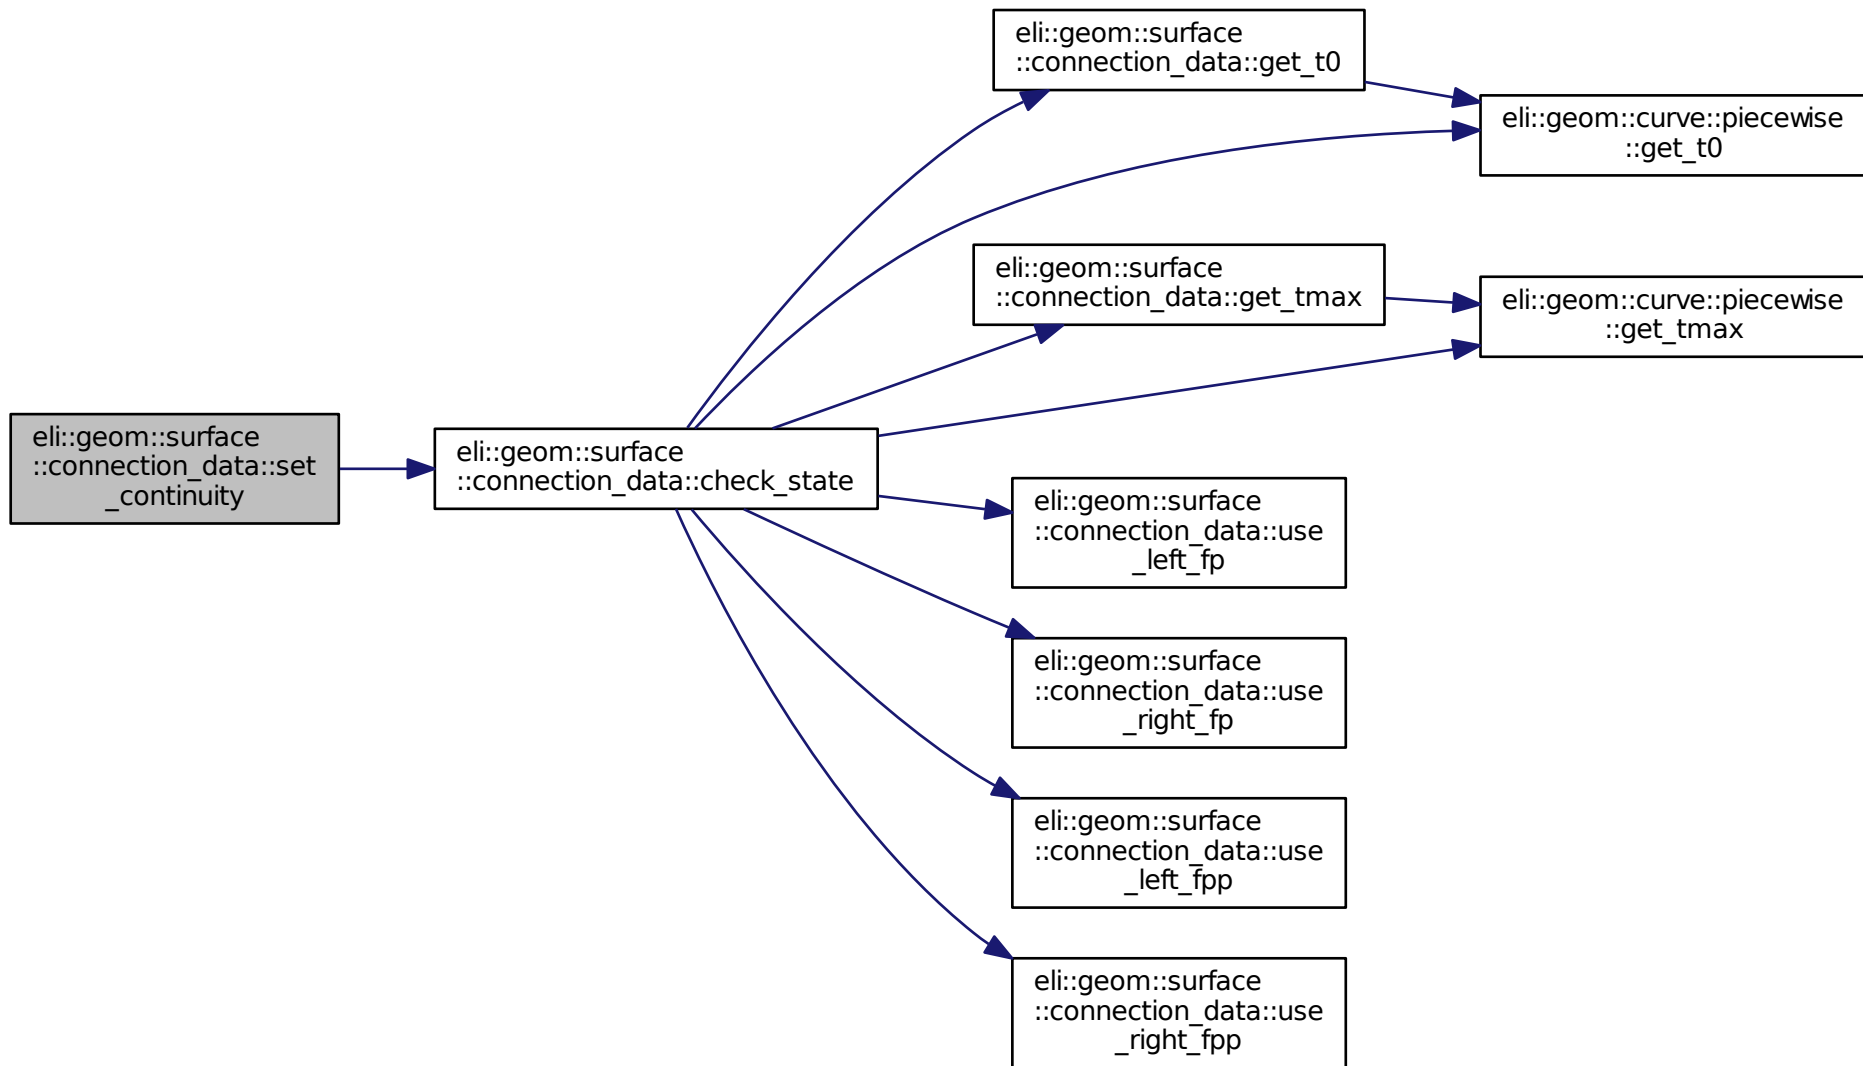 eli::geom::surface
::connection_data::set
_continuity
eli::geom::surface
::connection_data::check_state
eli::geom::surface
::connection_data::get_t0
eli::geom::curve::piecewise
::get_t0
eli::geom::surface
::connection_data::get_tmax
eli::geom::curve::piecewise
::get_tmax
eli::geom::surface
::connection_data::use
_left_fp
eli::geom::surface
::connection_data::use
_right_fp
eli::geom::surface
::connection_data::use
_left_fpp
eli::geom::surface
::connection_data::use
_right_fpp